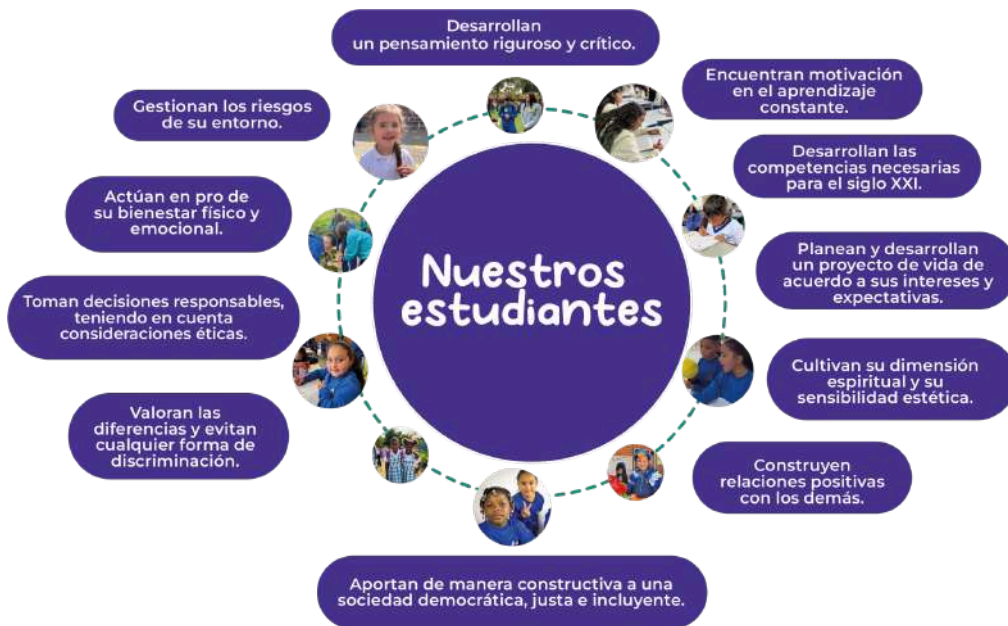 Desarrollan
un pensamiento riguroso y crítico.
Encuentran motivación
en el aprendizaje
constante.
Desarrollan las
competencias necesarias
para el siglo XXI.
Planean y desarrollan
un proyecto de vida de
acuerdo a sus intereses y
expectativas.
Cultivan su dimensión
espiritual y su
sensibilidad estética.
Construyen
relaciones positivas
con los demás.
Aportan de manera constructiva a una
sociedad democrática, justa e incluyente.
Valoran las
diferencias y evitan
cualquier forma de
discriminación.
Toman decisiones responsables,
teniendo en cuenta
consideraciones éticas.
Actúan en pro de
su bienestar físico y
emocional.
Gestionan los riesgos
de su entorno.
Nuestros
estudiantes